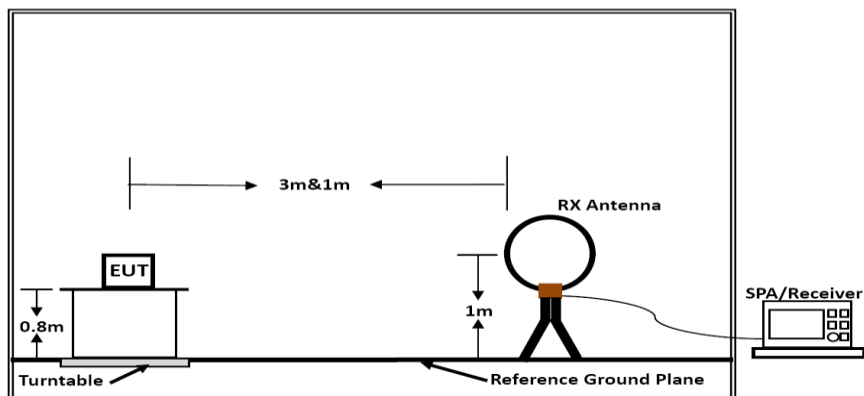 3m&1m
RX Antenna
EUT
SPA/Receiver
0.8m
1m
Turntable
Reference Ground Plane